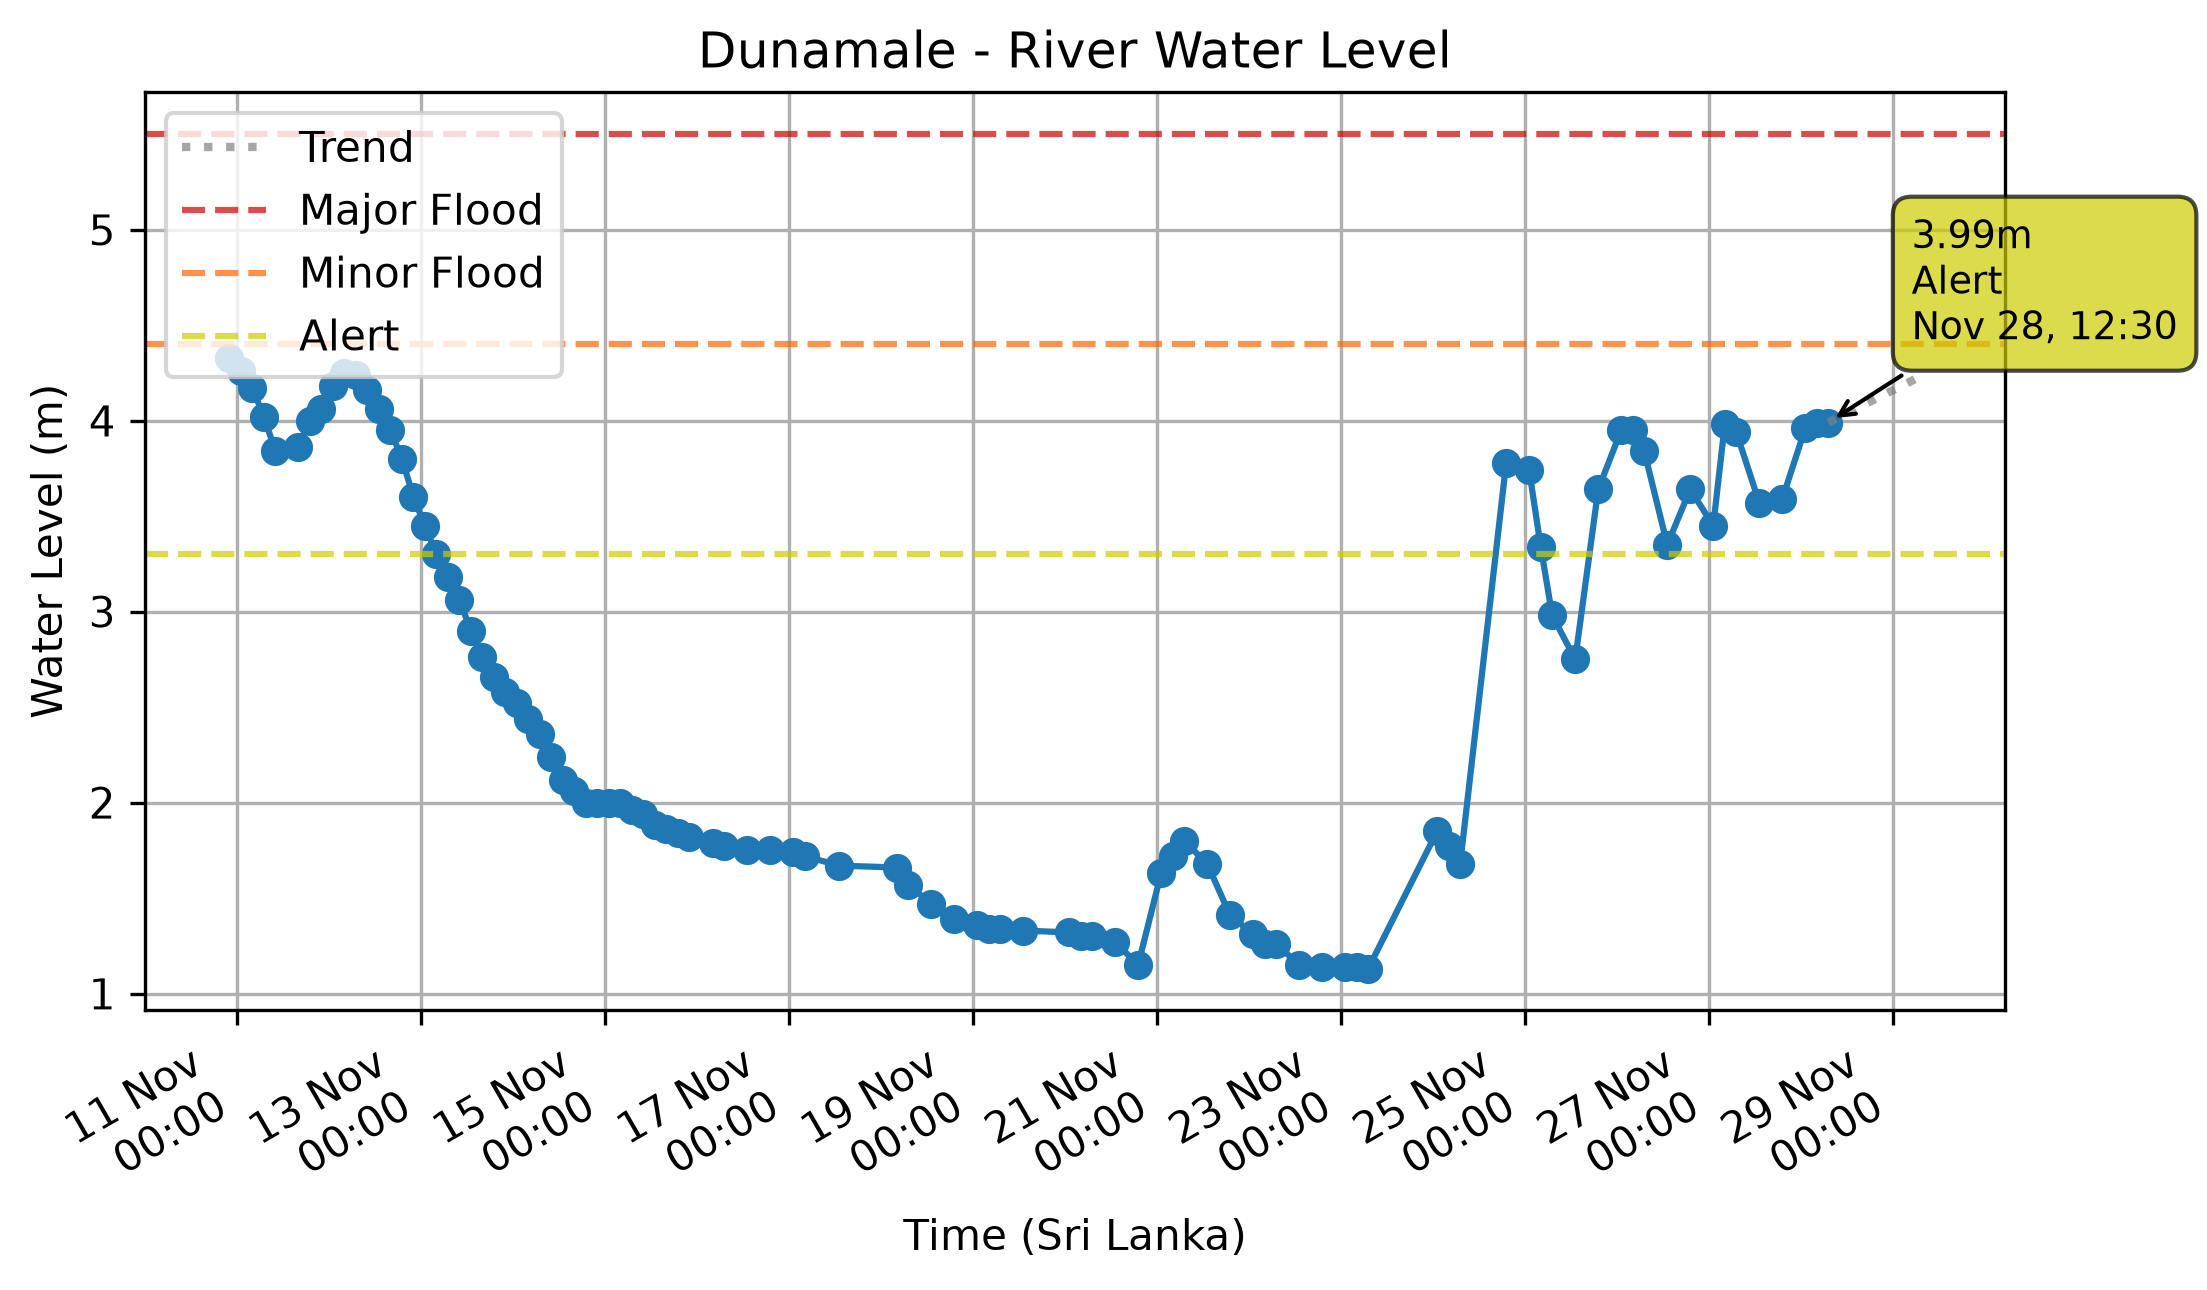 Dunamale - River Water Level
Trend
Major Flood
Minor Flood
Alert
3.99m
Alert
Nov 28, 12:30
Water Level (m)
5
4
3
2
1
11 Nov
00:00
13 Nov
00:00
15 Nov
00:00
17 Nov
00:00
19 Nov
00:00
21 Nov
00:00
23 Nov
00:00
25 Nov
00:00
27 Nov
00:00
29 Nov
00:00
Time (Sri Lanka)